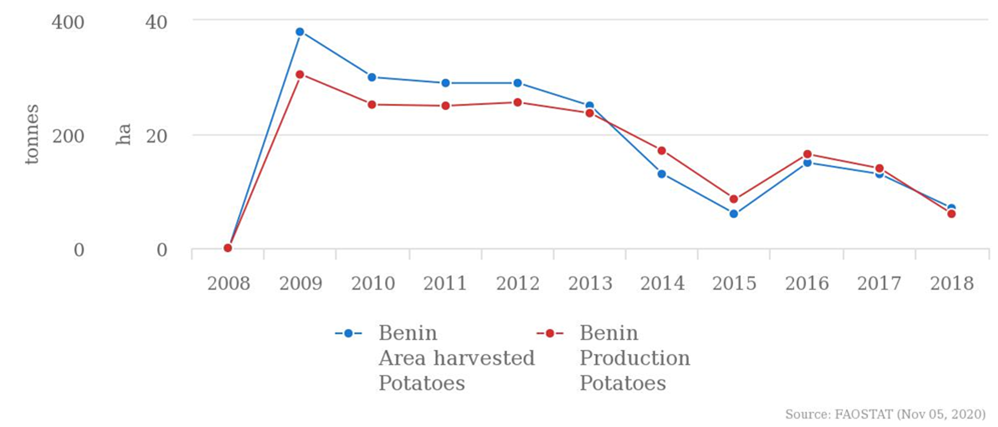 400 40
tonnes
ha
200 20
0 0
2008 2009 2010 2011 2012 2013 2014 2015 2016 2017 2018
Benin
Area harvested
Potatoes
Benin
Production
Potatoes
Source: FAOSTAT (Nov 05, 2020)